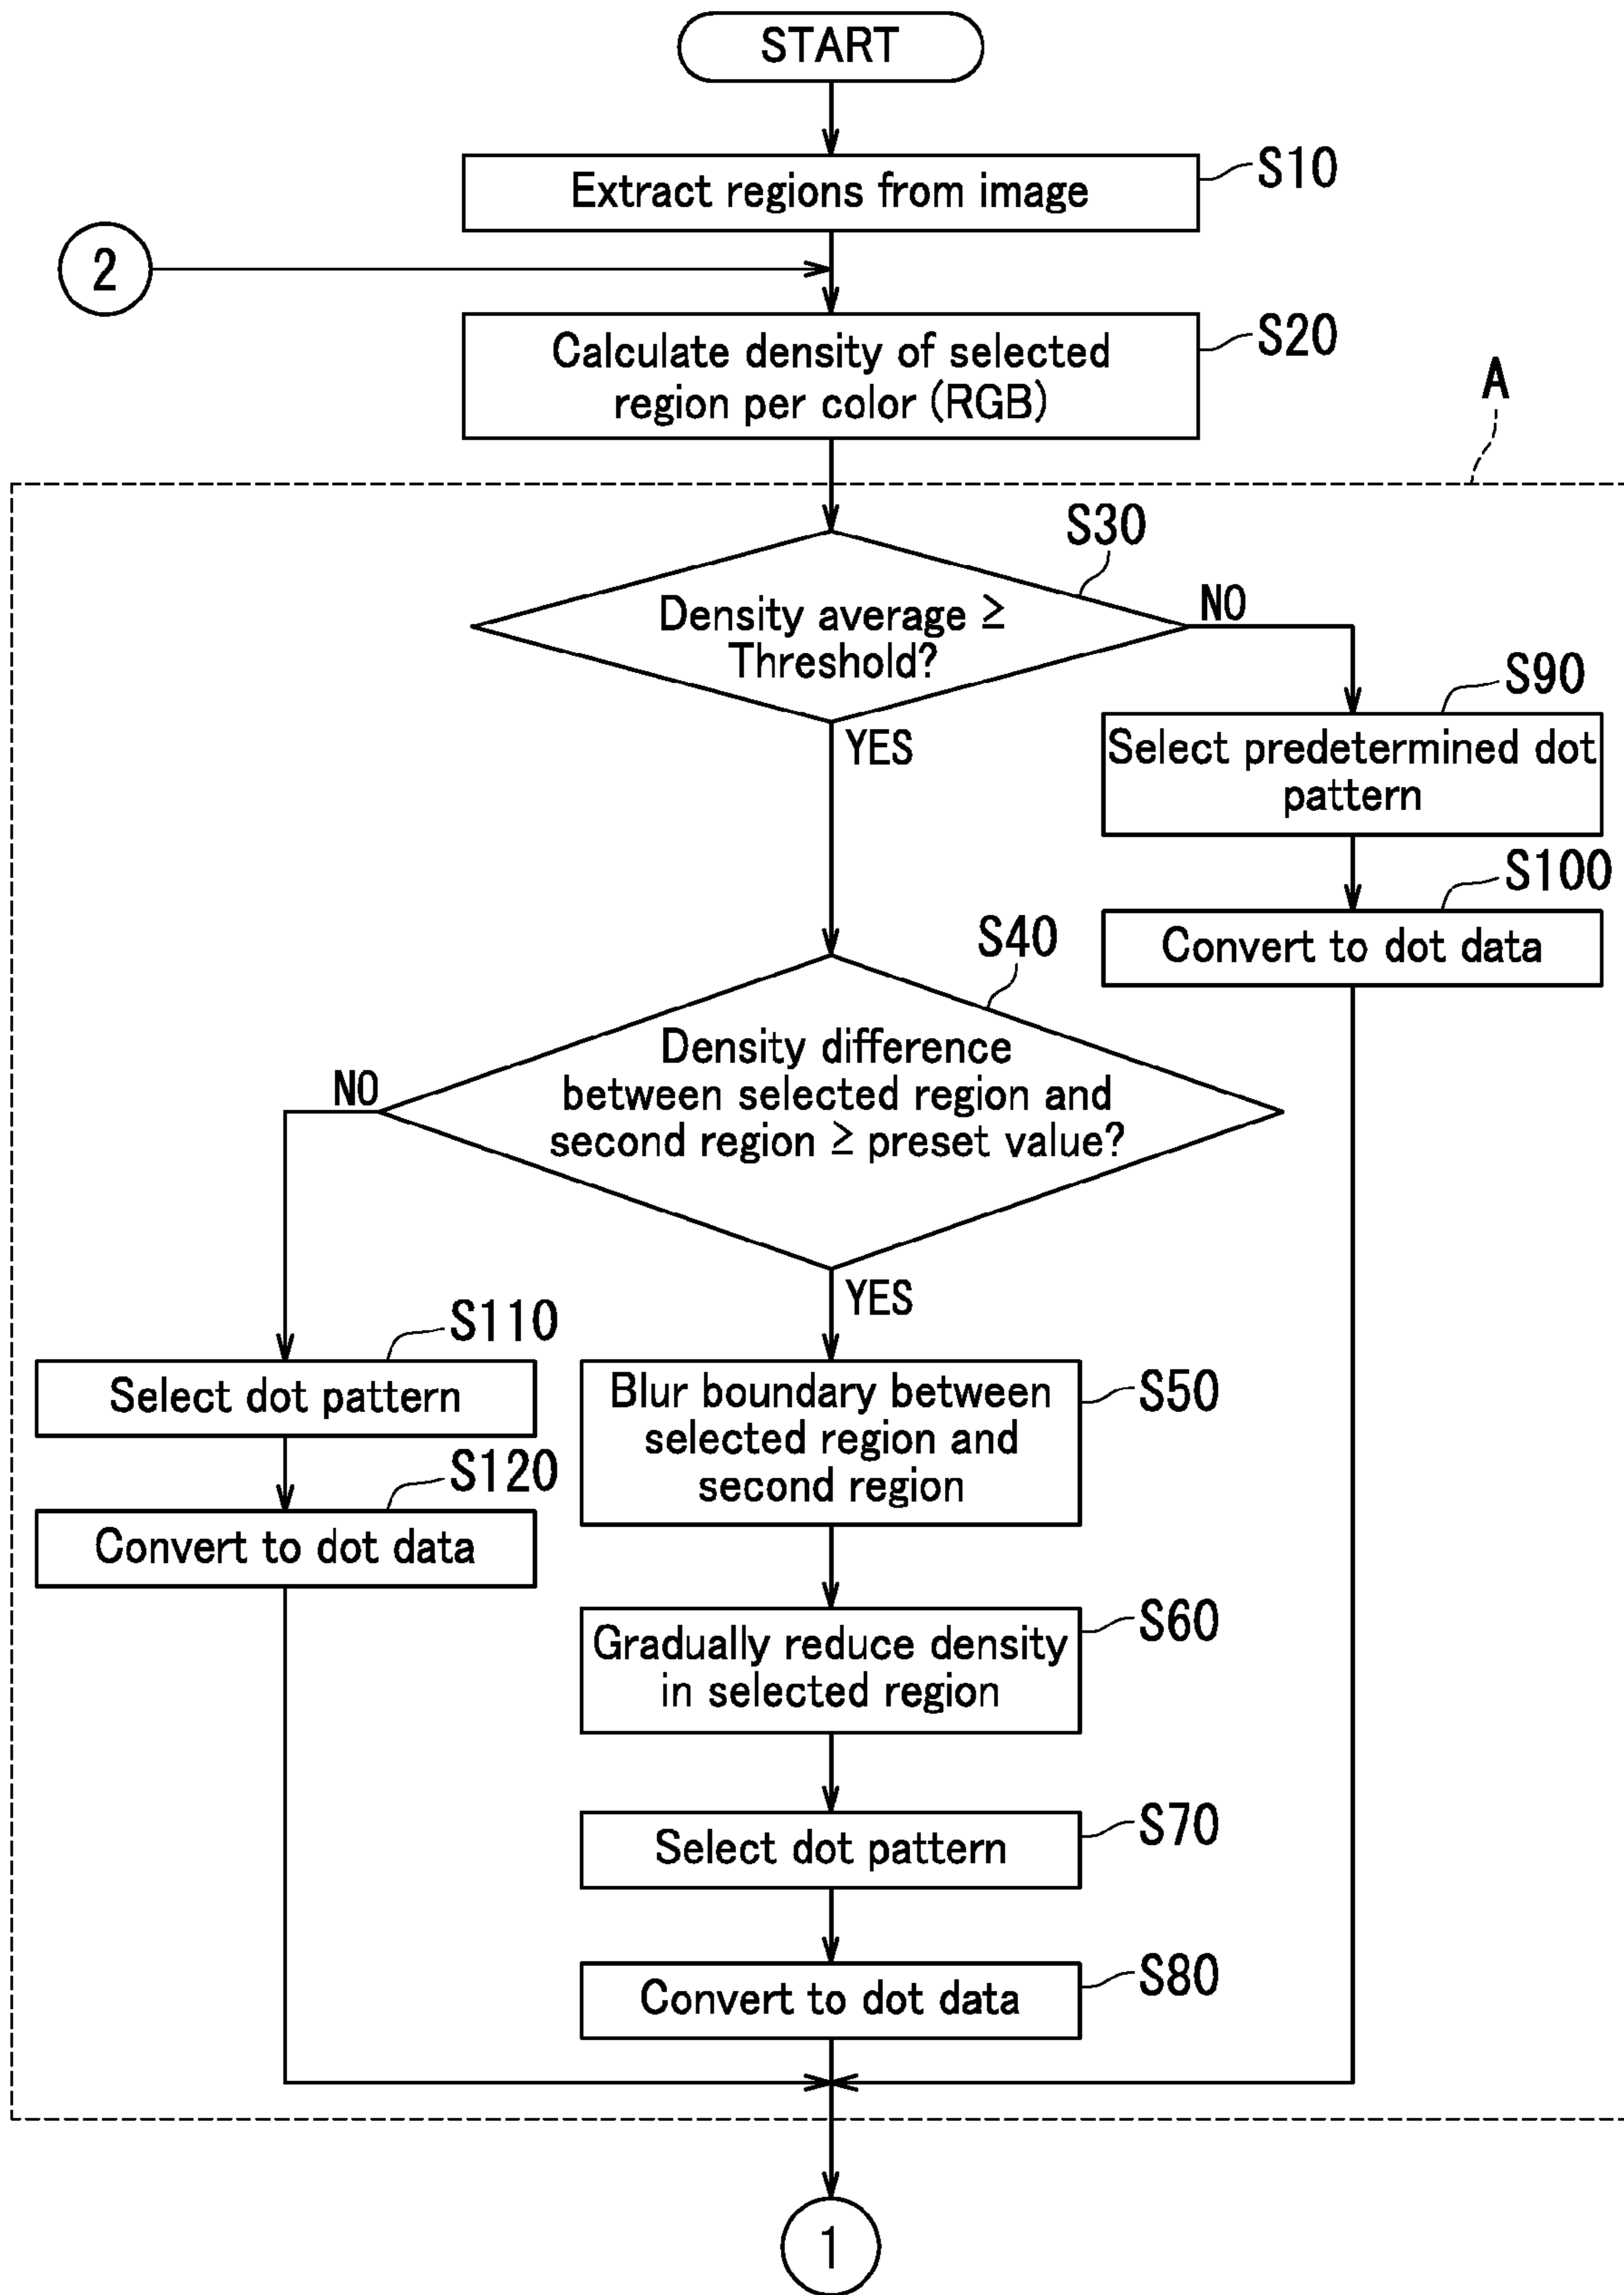 START
Extract regions from image
S10
2
Calculate density of selected
region per color (RGB)
S20
A
S30
Density average ≥
Threshold?
NO
YES
S90
Select predetermined dot
pattern
S100
Convert to dot data
S40
Density difference
between selected region and
second region ≥ preset value?
NO
YES
S110
Select dot pattern
S120
Convert to dot data
Blur boundary between
selected region and
second region
S50
Gradually reduce density
in selected region
S60
Select dot pattern
S70
Convert to dot data
S80
1